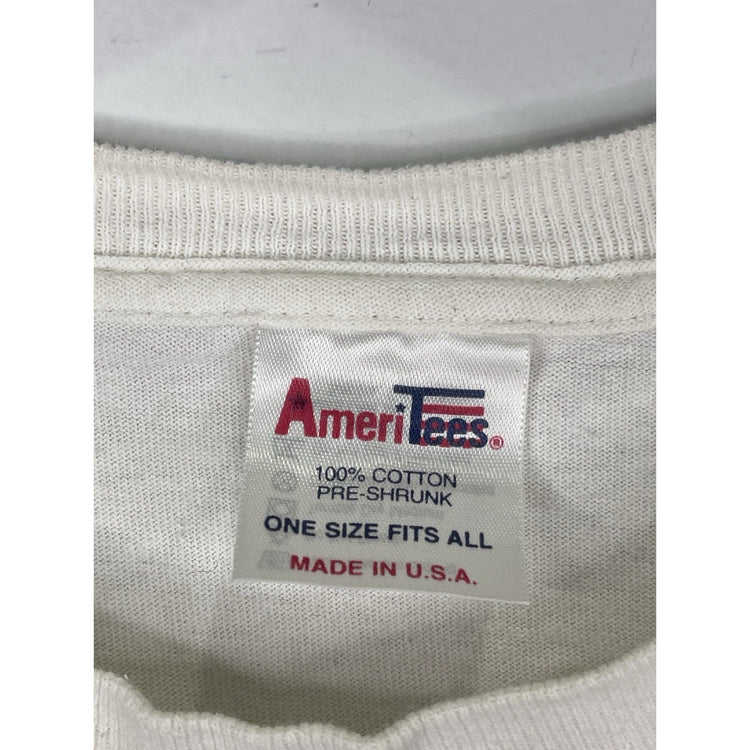 AmeriTees®
100% COTTON
PRE-SHRUNK
ONE SIZE FITS ALL
MADE IN U.S.A.